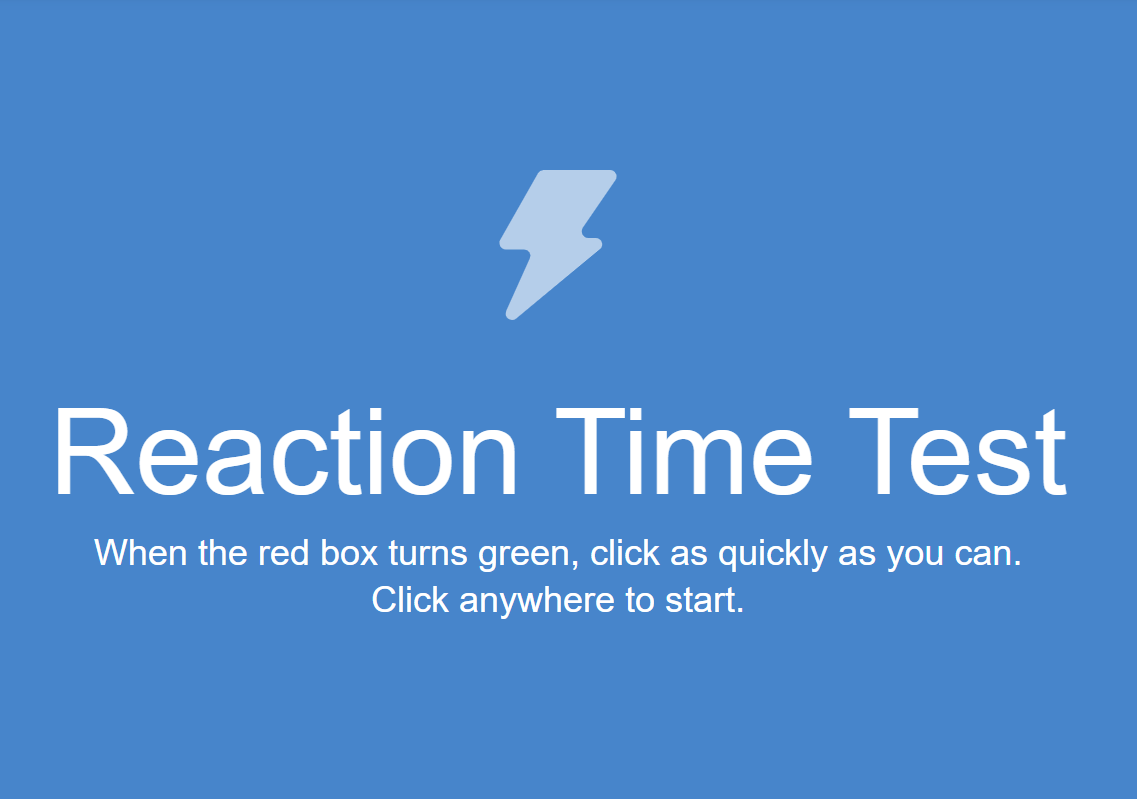 Reaction Time Test
When the red box turns green, click as quickly as you can.
Click anywhere to start.